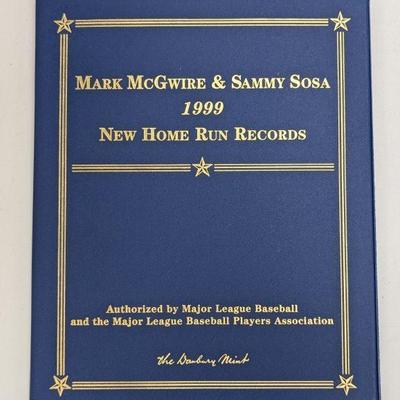 MARK MCGWIRE & SAMMY SOSA
1999
NEW HOME RUN RECORDS
Authorized by Major League Baseball
and the Major League Baseball Players Association
the Danbury Mint